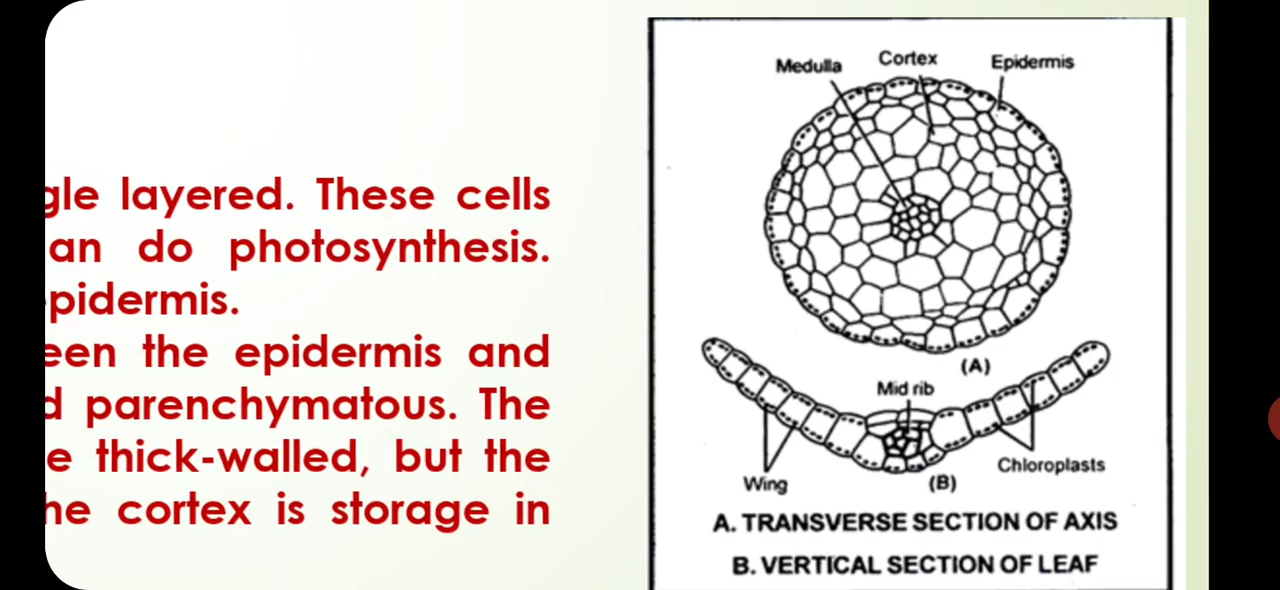 gle layered. These cells
an do photosynthesis.
pidermis.
een the epidermis and
d parenchymatous. The
e thick-walled, but the
he cortex is storage in
Medulla
Cortex
Epidermis
(A)
Mid rib
Chloroplasts
Wing
(B)
A. TRANSVERSE SECTION OF AXIS
B. VERTICAL SECTION OF LEAF